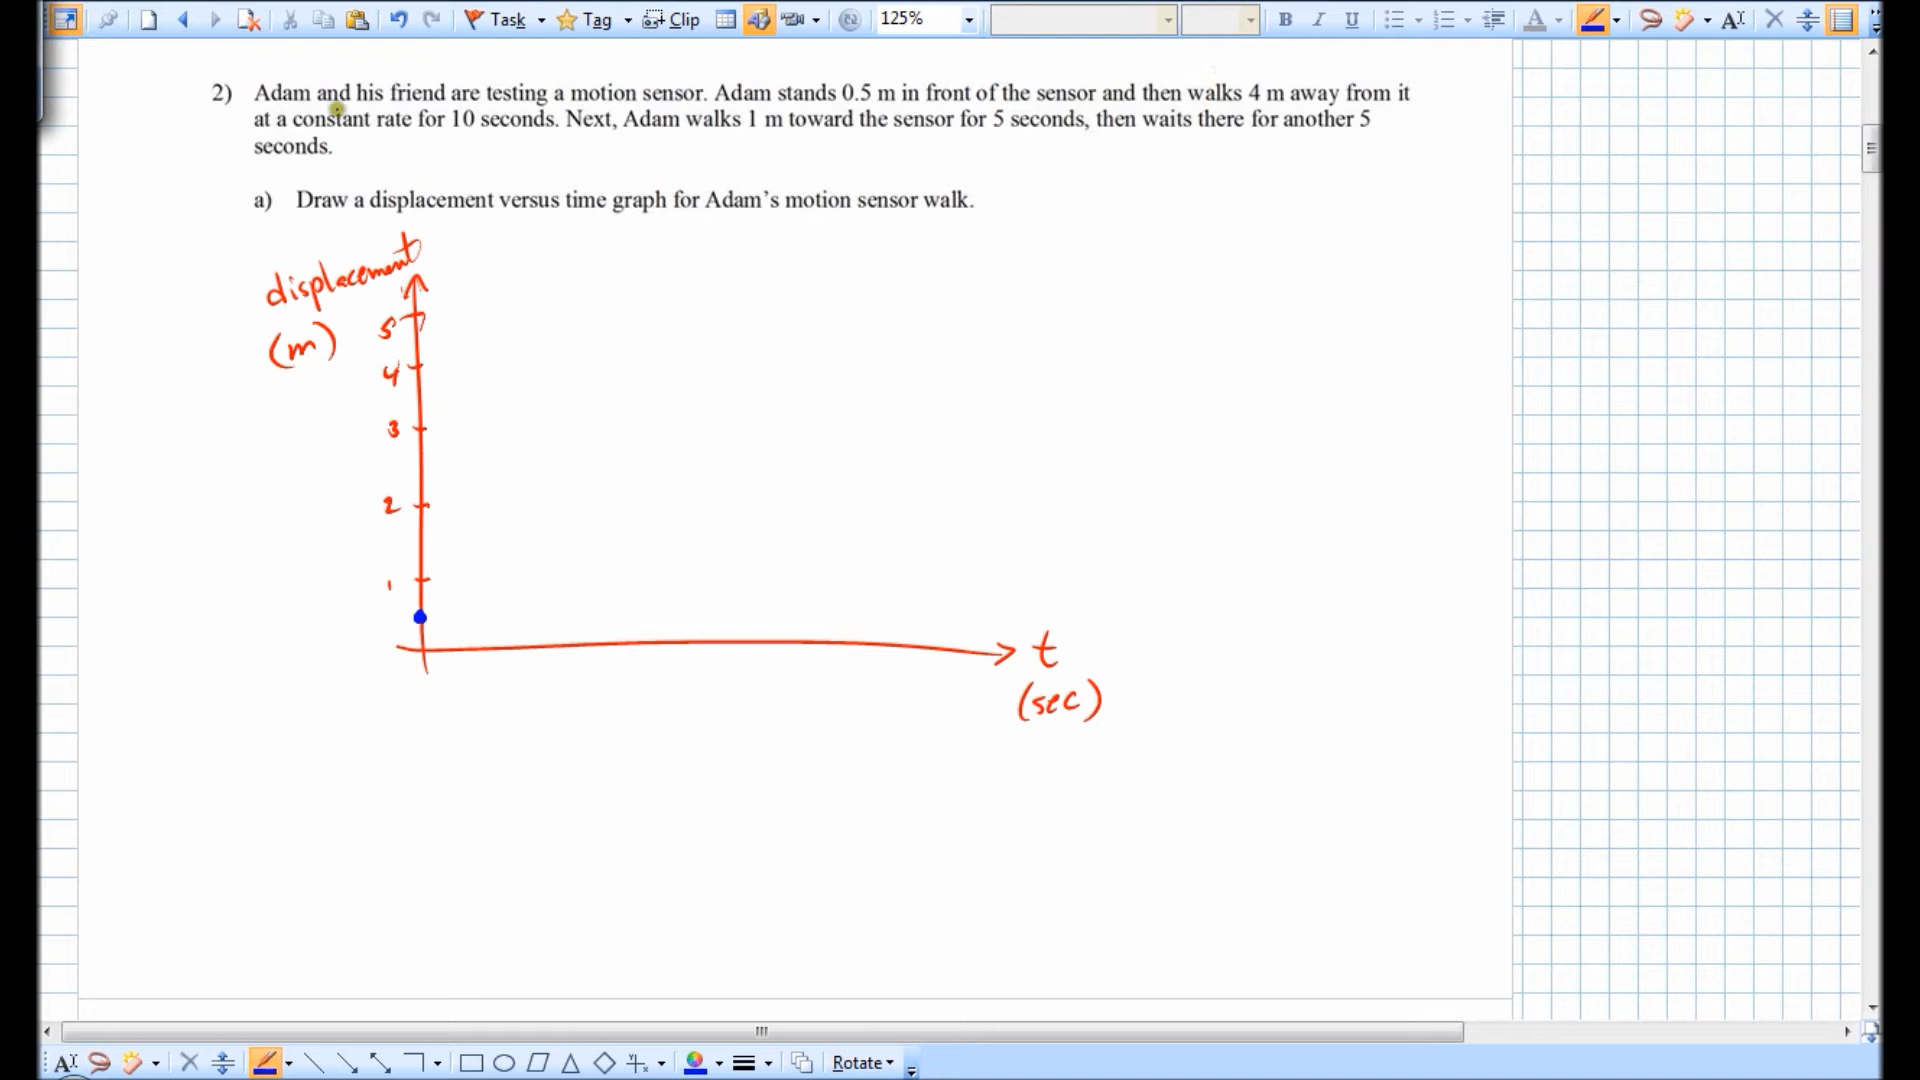 Task Tag Clip 125% B I U A
2) Adam and his friend are testing a motion sensor. Adam stands 0.5 m in front of the sensor and then walks 4 m away from it
at a constant rate for 10 seconds. Next, Adam walks 1 m toward the sensor for 5 seconds, then waits there for another 5
seconds.
a) Draw a displacement versus time graph for Adam’s motion sensor walk.
displacement
(m)
5
4
3
2
1
t
(sec)
Rotate